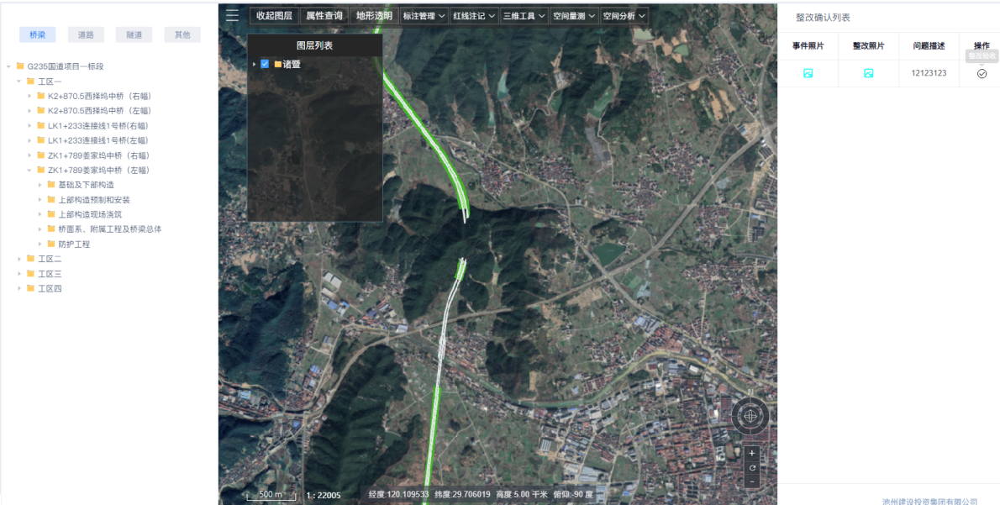 桥梁 道路 隧道 其他
G235国道项目一标段
工区一
K2+870.5西择坞中桥（右幅）
K2+870.5西择坞中桥（左幅）
LK1+233连接线1号桥(右幅)
LK1+233连接线1号桥(左幅)
ZK1+789姜家坞中桥（右幅）
ZK1+789姜家坞中桥（左幅）
基础及下部构造
上部构造预制和安装
上部构造现场浇筑
桥面系、附属工程及桥梁总体
防护工程
工区二
工区三
工区四
收起图层 属性查询 地形透明 标注管理 红线注记 三维工具 空间量测 空间分析
图层列表
诸暨
N
500 m 1 : 22005 经度:120.109533 纬度:29.706019 高度:5.00 千米 俯仰:-90 度
整改确认列表
事件照片 整改照片 问题描述 操作
整改验收
12123123
池州建设投资集团有限公司